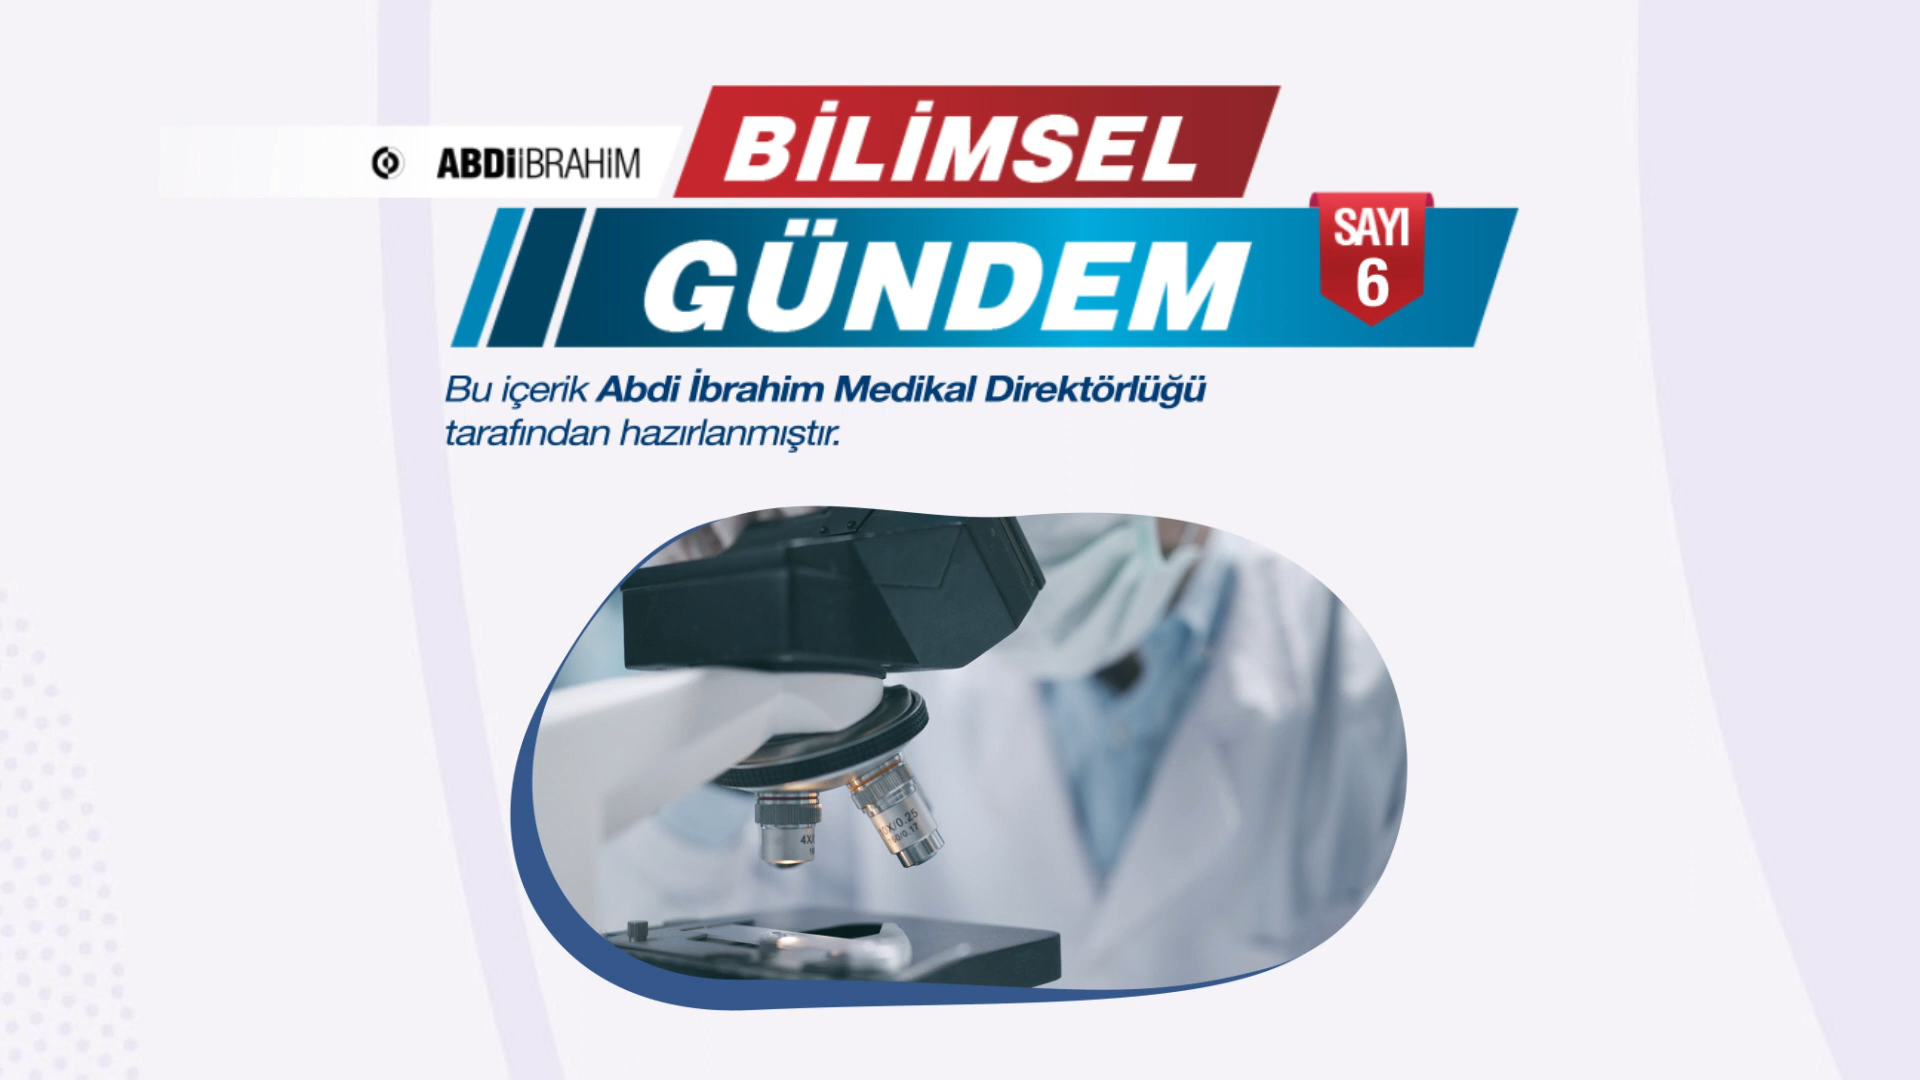 ABDİİBRAHİM
BİLİMSEL
GÜNDEM
SAYI
6
Bu içerik Abdi İbrahim Medikal Direktörlüğü
tarafından hazırlanmıştır.